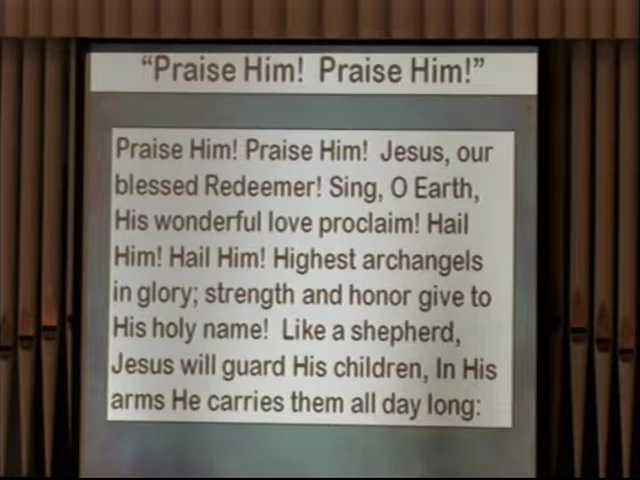 “Praise Him! Praise Him!”
Praise Him! Praise Him! Jesus, our
blessed Redeemer! Sing, O Earth,
His wonderful love proclaim! Hail
Him! Hail Him! Highest archangels
in glory; strength and honor give to
His holy name! Like a shepherd,
Jesus will guard His children, In His
arms He carries them all day long: